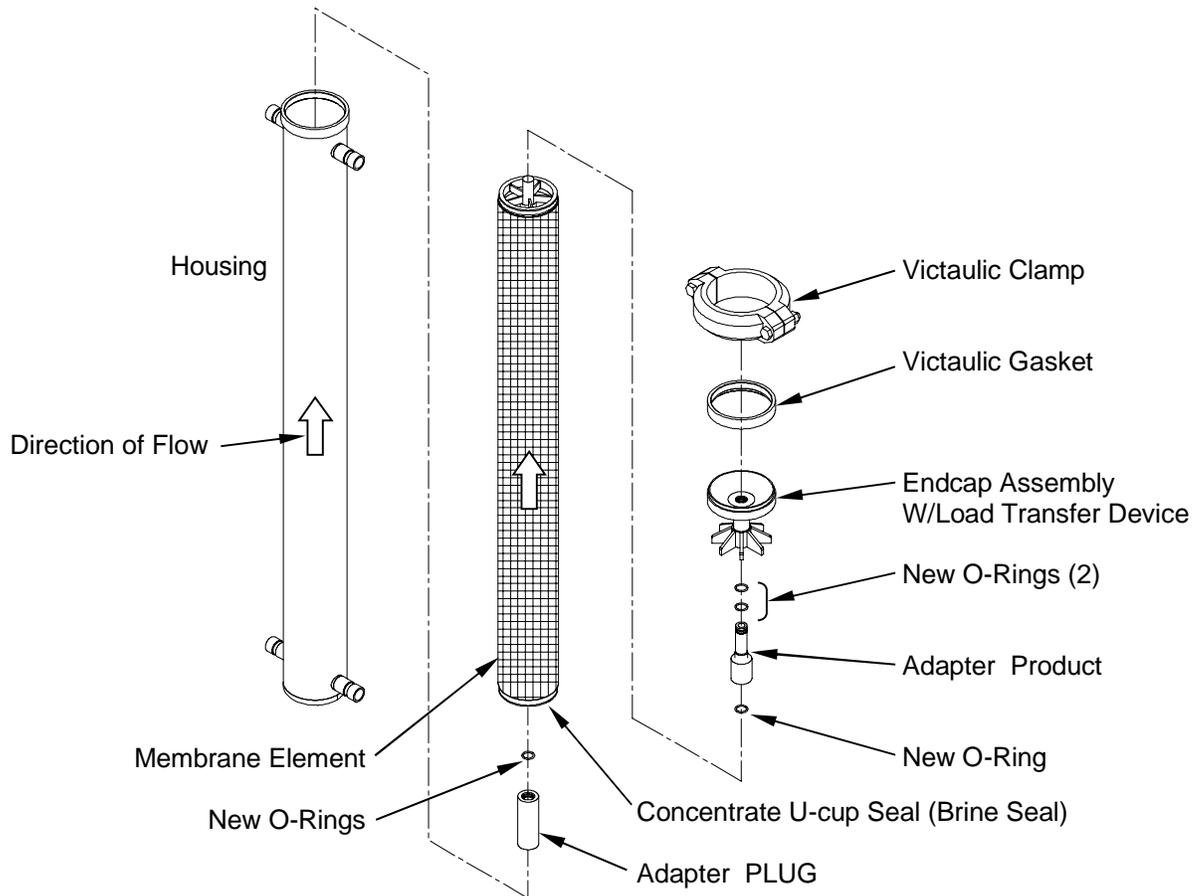 Housing
Direction of Flow
Victaulic Clamp
Victaulic Gasket
Endcap Assembly
W/Load Transfer Device
New O-Rings (2)
Adapter  Product
New O-Ring
Membrane Element
New O-Rings
Concentrate U-cup Seal (Brine Seal)
Adapter  PLUG